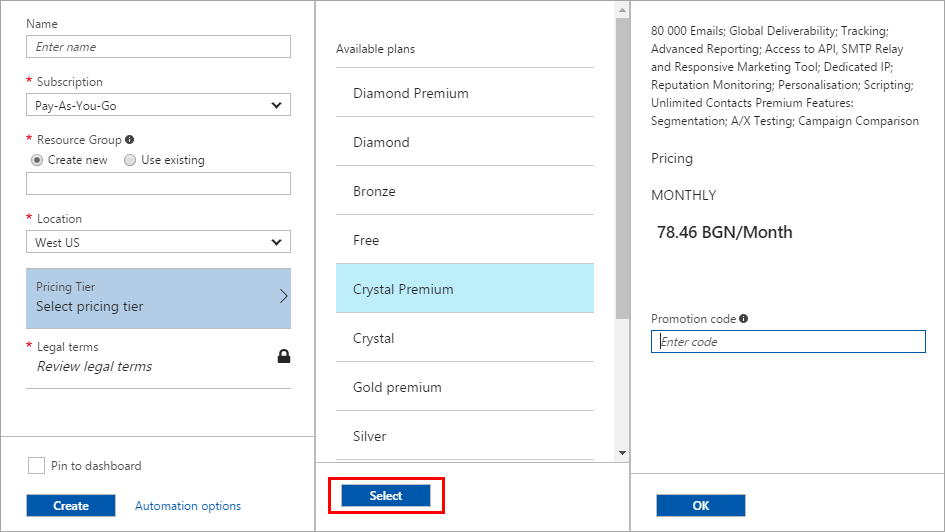 Name
Enter name
* Subscription
Pay-As-You-Go
* Resource Group
Create new
Use existing
* Location
West US
Pricing Tier
Select pricing tier
* Legal terms
Review legal terms
Pin to dashboard
Create
Automation options
Available plans
Diamond Premium
Diamond
Bronze
Free
Crystal Premium
Crystal
Gold premium
Silver
Select
80 000 Emails; Global Deliverability; Tracking;
Advanced Reporting; Access to API, SMTP Relay
and Responsive Marketing Tool; Dedicated IP;
Reputation Monitoring; Personalisation; Scripting;
Unlimited Contacts Premium Features:
Segmentation; A/X Testing; Campaign Comparison
Pricing
MONTHLY
78.46 BGN/Month
Promotion code
Enter code
OK